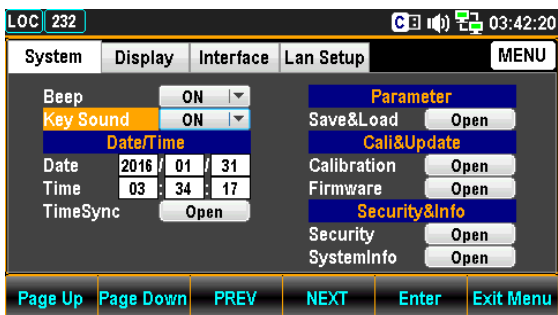 LOC 232 C 03:42:20
System Display Interface Lan Setup MENU
Beep ON
Key Sound ON
Date/Time
Date 2016 / 01 / 31
Time 03 : 34 : 17
TimeSync Open
Parameter
Save&Load Open
Cali&Update
Calibration Open
Firmware Open
Security&Info
Security Open
SystemInfo Open
Page Up Page Down PREV NEXT Enter Exit Menu